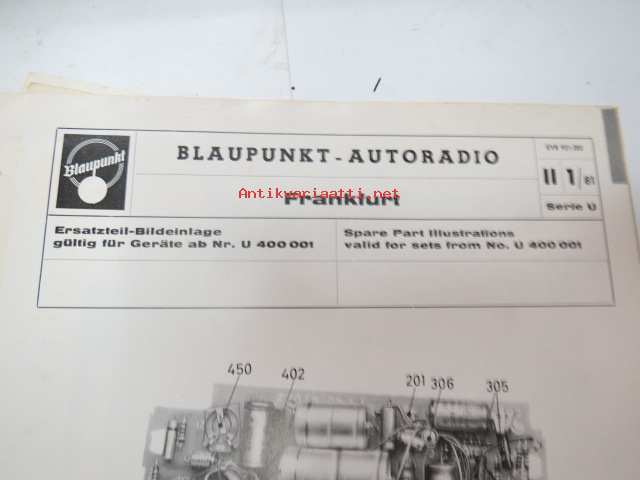 BLAUPUNKT-AUTORADIO
Frankfurt
Blaupunkt
II 1/81
Serie U
Antikvariaatti.net
Ersatzteil-Bildeinlage
gültig für Geräte ab Nr. U 400 001
Spare Part Illustrations
valid for sets from No. U 400 001
450
402
201
306
305